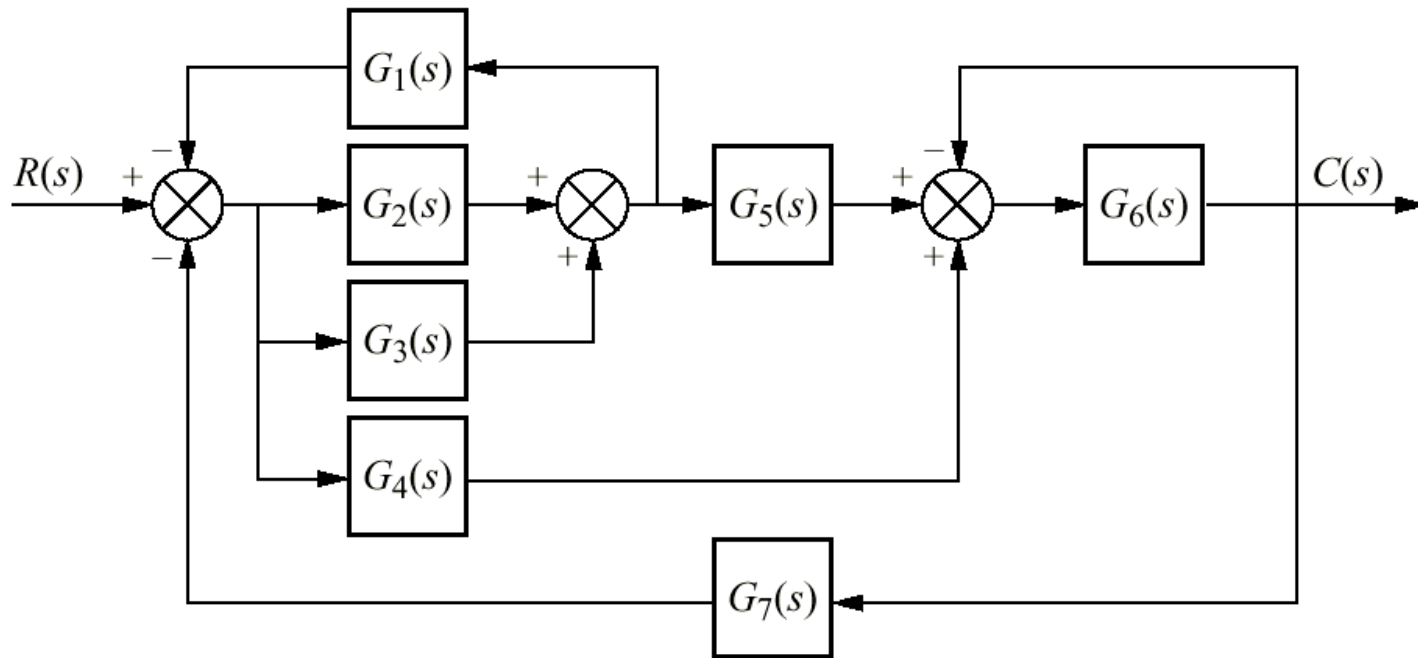 G₁(s)
R(s) + − − G₂(s) + + G₅(s) + − + G₆(s) C(s)
G₃(s)
G₄(s)
G₇(s)